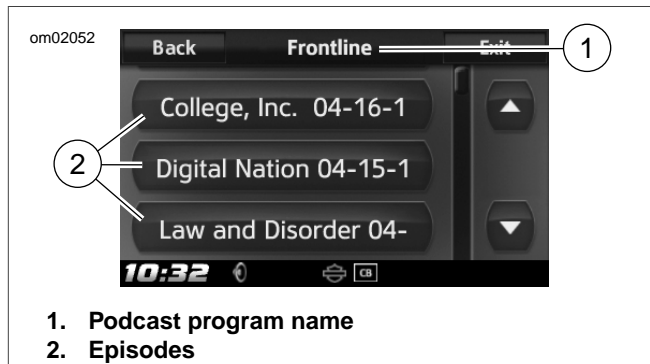 om02052
Back Frontline Exit 1
College, Inc. 04-16-1
2 Digital Nation 04-15-1
Law and Disorder 04-
10:32 CB
1. Podcast program name
2. Episodes